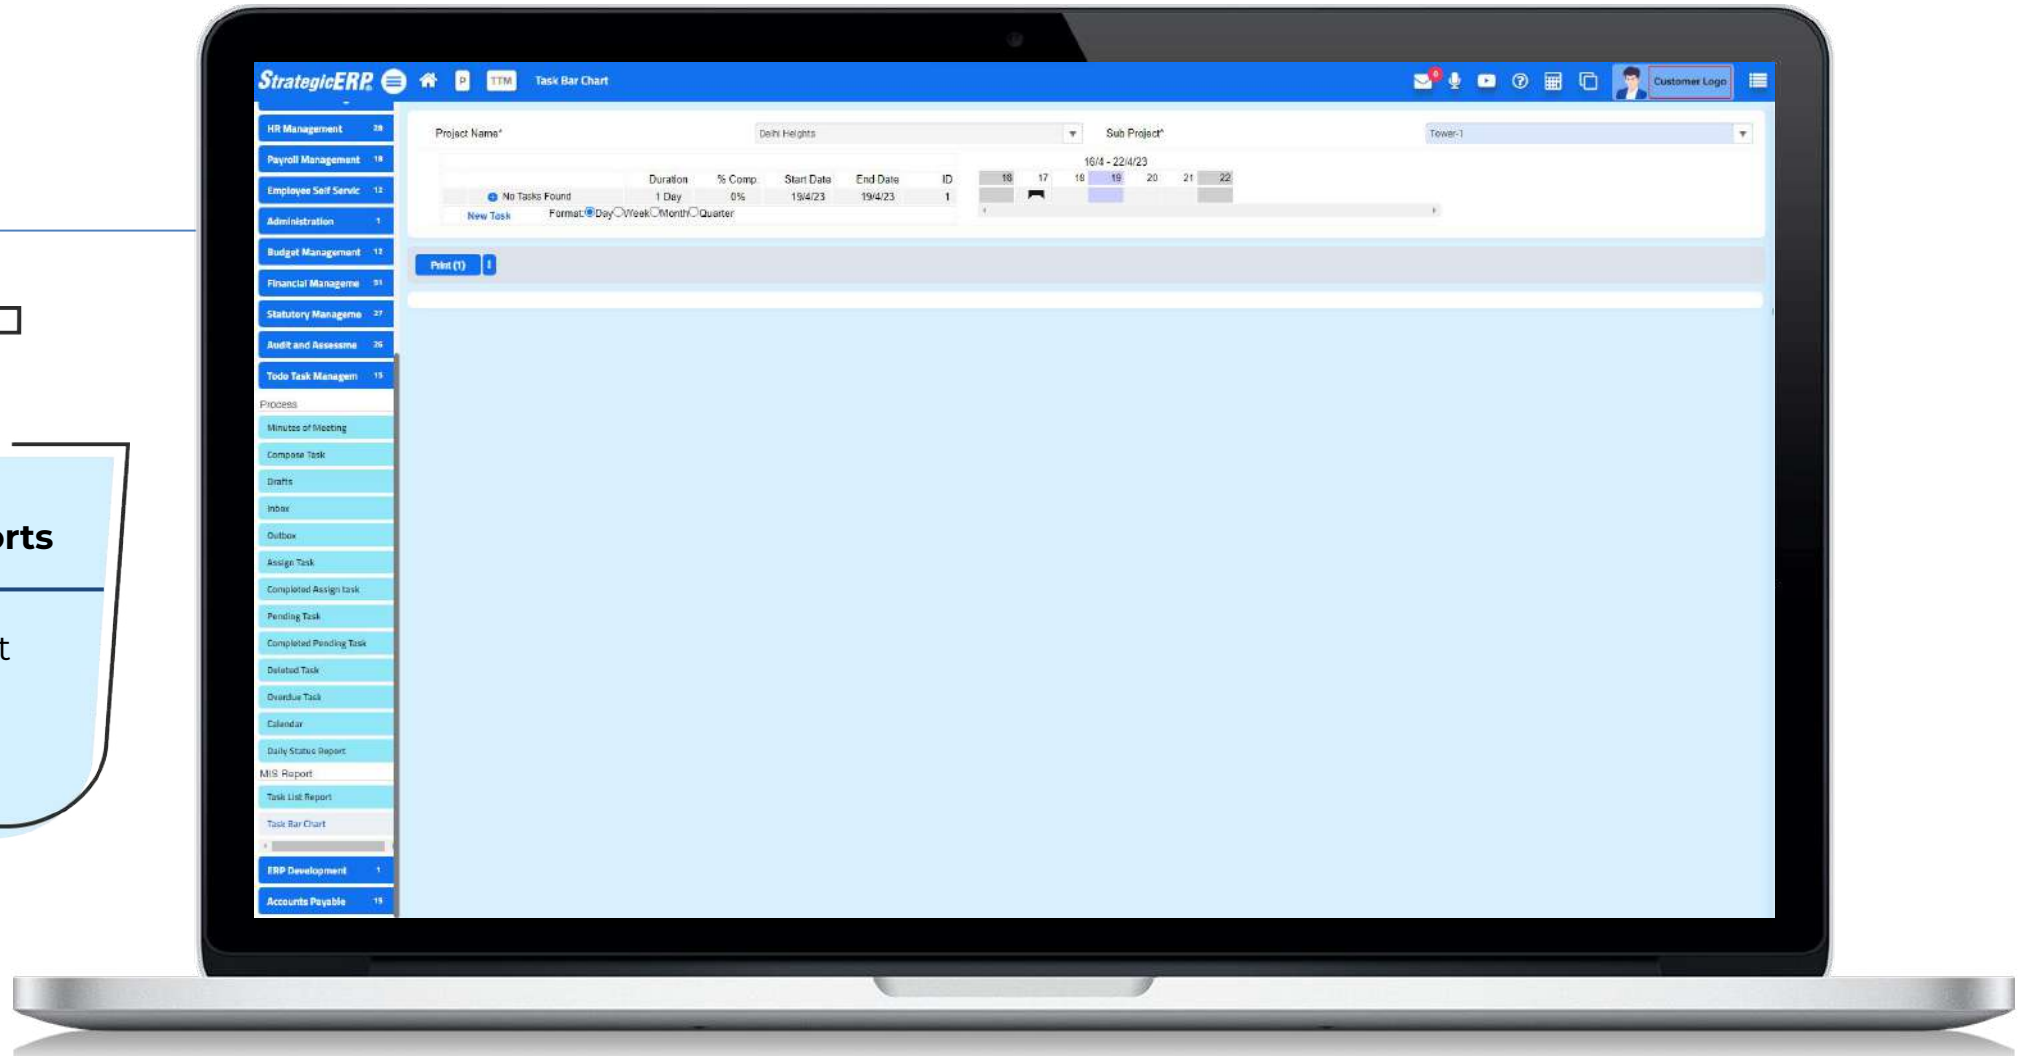 StrategicERP P TTM Task Bar Chart 0 Customer Logo
HR Management 28
Payroll Management 18
Employee Self Servic 12
Administration 1
Budget Management 12
Financial Manageme 51
Statutory Manageme 27
Audit and Assessme 26
Todo Task Managem 15
Process
Minutes of Meeting
Compose Task
Drafts
Inbox
Outbox
Assign Task
Completed Assign task
Pending Task
Completed Pending Task
Deleted Task
Overdue Task
Calendar
Daily Status Report
MIS Report
Task List Report
Task Bar Chart
ERP Development 1
Accounts Payable 15
Project Name* Delhi Heights Sub Project* Tower-1
16/4 - 22/4/23
Duration % Comp. Start Date End Date ID 16 17 18 19 20 21 22
No Tasks Found 1 Day 0% 19/4/23 19/4/23 1
New Task Format: Day Week Month Quarter
Print (1)
orts
t